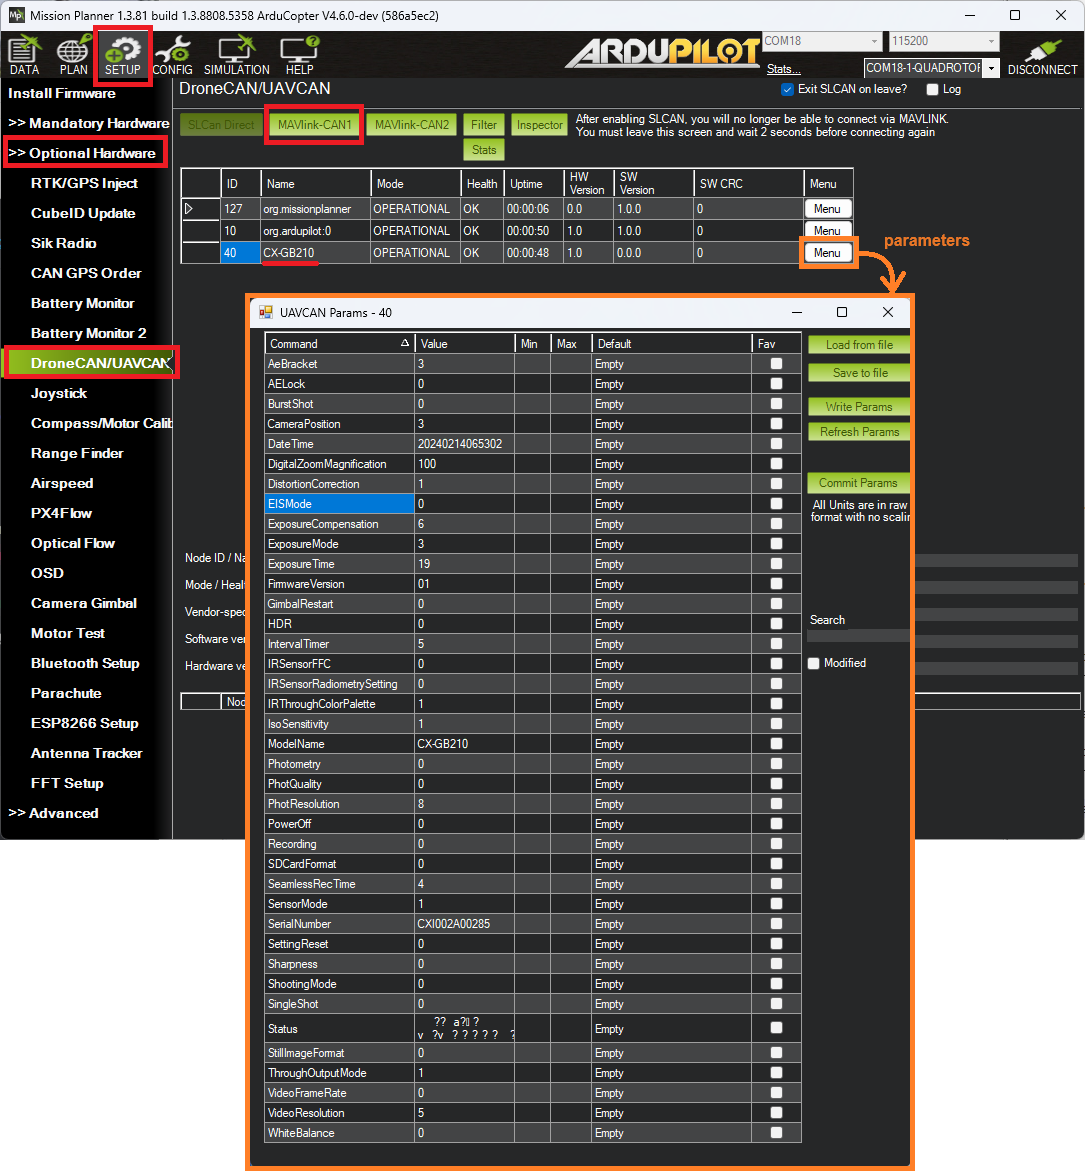 Mission Planner 1.3.81 build 1.3.8808.5358 ArduCopter V4.6.0-dev (586a5ec2)
DATA PLAN SETUP CONFIG SIMULATION HELP
ARDUPILOT
COM18 115200
Stats... COM18-1-QUADROTOR DISCONNECT
Install Firmware
>> Mandatory Hardware
>> Optional Hardware
RTK/GPS Inject
CubeID Update
Sik Radio
CAN GPS Order
Battery Monitor
Battery Monitor 2
DroneCAN/UAVCAN
Joystick
Compass/Motor Calib
Range Finder
Airspeed
PX4Flow
Optical Flow
OSD
Camera Gimbal
Motor Test
Bluetooth Setup
Parachute
ESP8266 Setup
Antenna Tracker
FFT Setup
>> Advanced
DroneCAN/UAVCAN
Exit SLCAN on leave? Log
SLCan Direct MAVlink-CAN1 MAVlink-CAN2 Filter Inspector
Stats
After enabling SLCAN, you will no longer be able to connect via MAVLINK.
You must leave this screen and wait 2 seconds before connecting again
ID Name Mode Health Uptime HW Version SW Version SW CRC Menu
127 org.missionplanner OPERATIONAL OK 00:00:06 0.0 1.0.0 0 Menu
10 org.ardupilot:0 OPERATIONAL OK 00:00:50 1.0 1.0.0 0 Menu
40 CX-GB210 OPERATIONAL OK 00:00:48 1.0 0.0.0 0 Menu
parameters
Node ID / Na
Mode / Healt
Vendor-spec
Software ver
Hardware ve
Nod
UAVCAN Params - 40
Command Value Min Max Default Fav
AeBracket 3 Empty
AELock 0 Empty
BurstShot 0 Empty
CameraPosition 3 Empty
DateTime 20240214065302 Empty
DigitalZoomMagnification 100 Empty
DistortionCorrection 1 Empty
EISMode 0 Empty
ExposureCompensation 6 Empty
ExposureMode 3 Empty
ExposureTime 19 Empty
FirmwareVersion 01 Empty
GimbalRestart 0 Empty
HDR 0 Empty
IntervalTimer 5 Empty
IRSensorFFC 0 Empty
IRSensorRadiometrySetting 0 Empty
IRThroughColorPalette 1 Empty
IsoSensitivity 1 Empty
ModelName CX-GB210 Empty
Photometry 0 Empty
PhotQuality 0 Empty
PhotResolution 8 Empty
PowerOff 0 Empty
Recording 0 Empty
SDCardFormat 0 Empty
SeamlessRecTime 4 Empty
SensorMode 1 Empty
SerialNumber CXI002A00285 Empty
SettingReset 0 Empty
Sharpness 0 Empty
ShootingMode 0 Empty
SingleShot 0 Empty
Status Empty
StillImageFormat 0 Empty
ThroughOutputMode 1 Empty
VideoFrameRate 0 Empty
VideoResolution 5 Empty
WhiteBalance 0 Empty
Load from file
Save to file
Write Params
Refresh Params
Commit Params
All Units are in raw
format with no scalin
Search
Modified